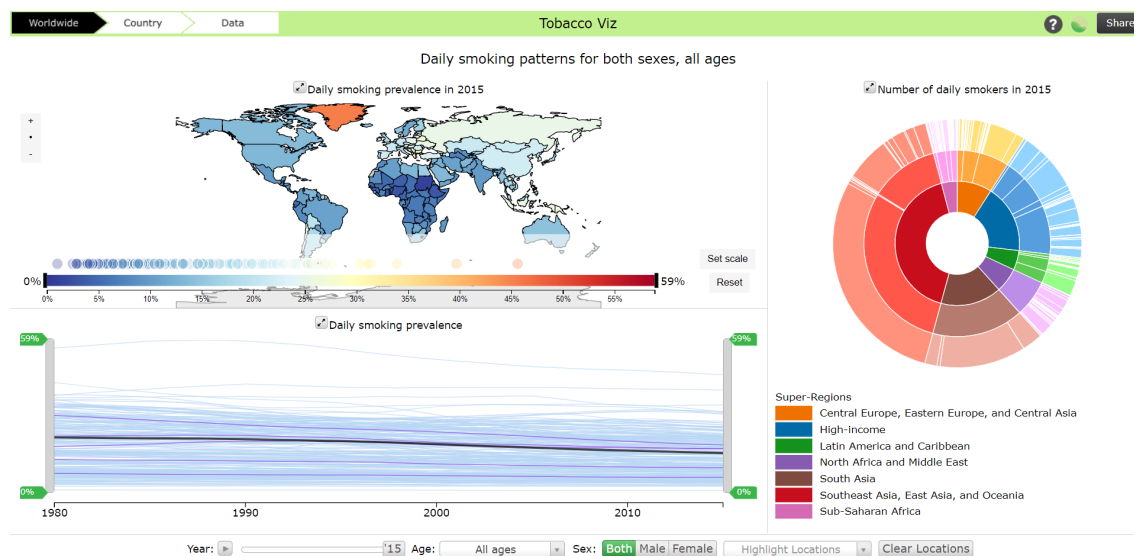 Worldwide
Country
Data
Tobacco Viz
?
Share
Daily smoking patterns for both sexes, all ages
Daily smoking prevalence in 2015
Number of daily smokers in 2015
+
•
-
Set scale
Reset
0%
59%
0% 5% 10% 15% 20% 25% 30% 35% 40% 45% 50% 55%
Daily smoking prevalence
59%
59%
0%
0%
1980 1990 2000 2010
Super-Regions
Central Europe, Eastern Europe, and Central Asia
High-income
Latin America and Caribbean
North Africa and Middle East
South Asia
Southeast Asia, East Asia, and Oceania
Sub-Saharan Africa
Year: '15 Age: All ages Sex: Both Male Female Highlight Locations Clear Locations